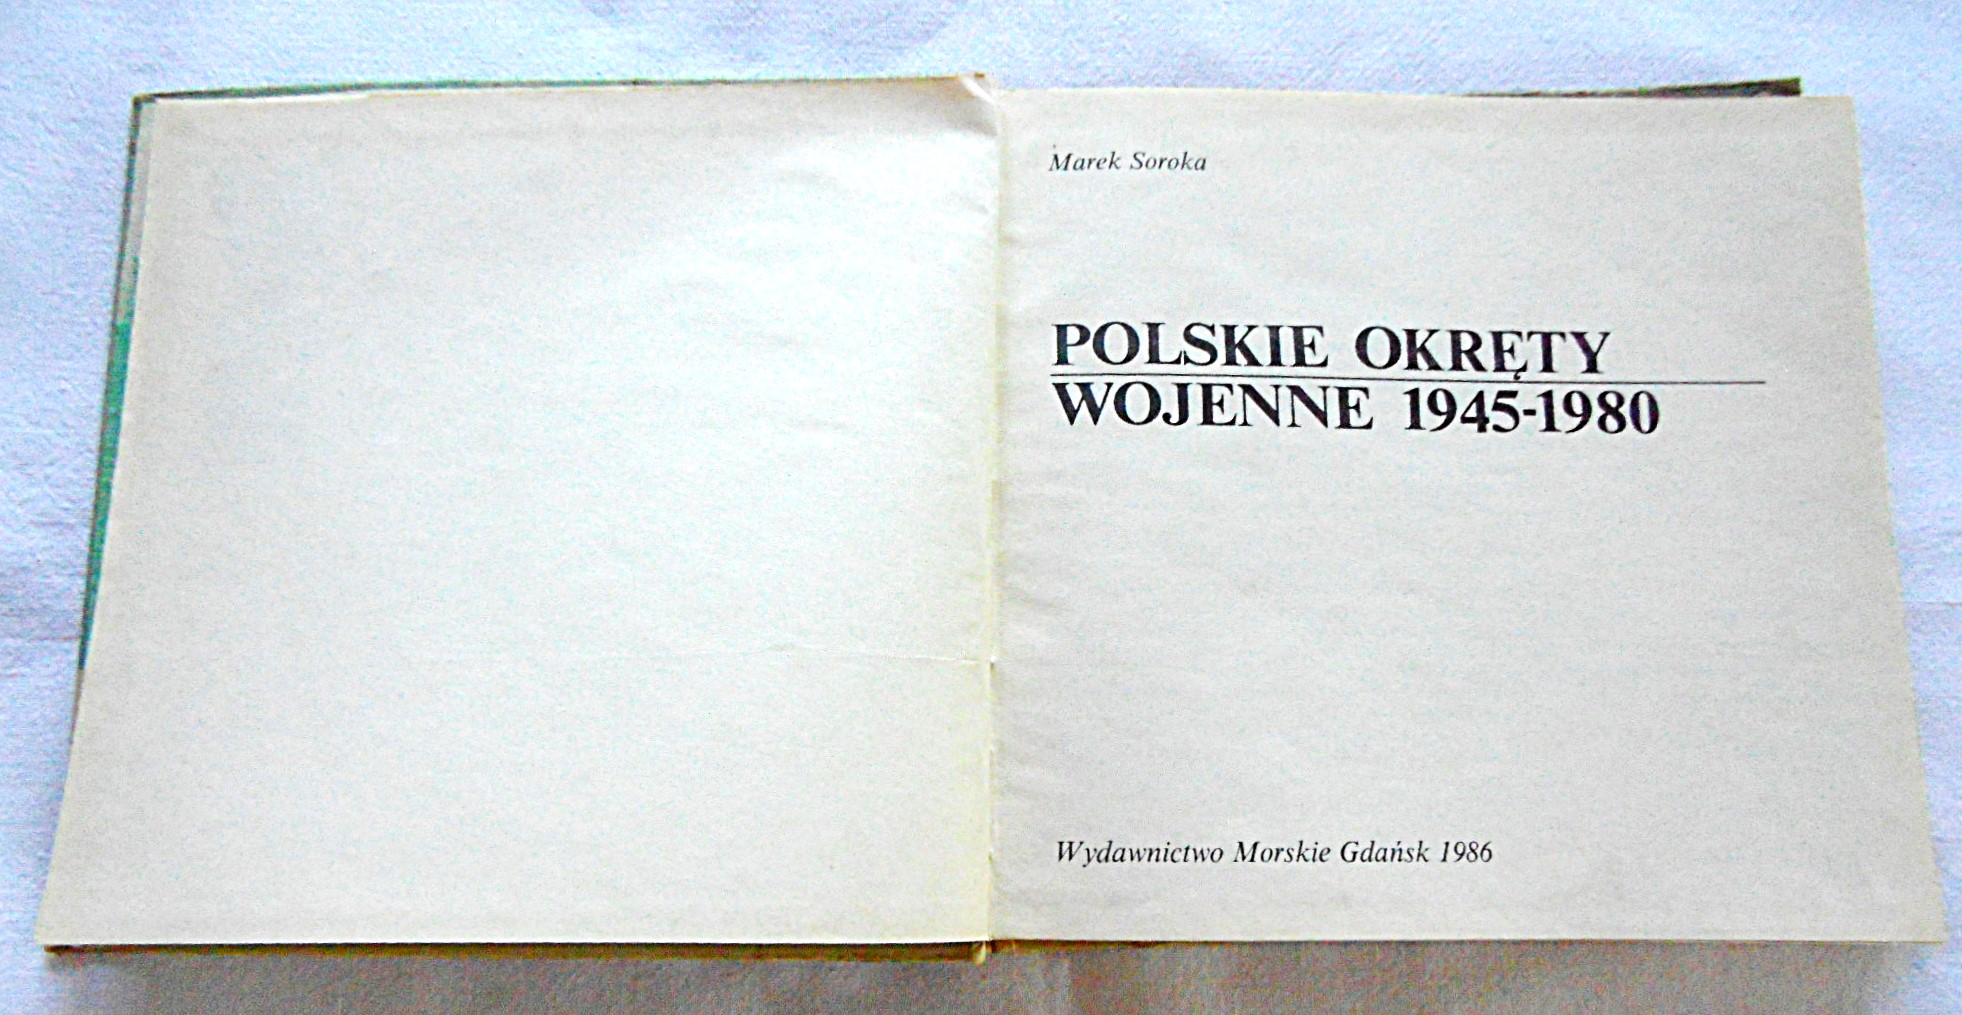 Marek Soroka
POLSKIE OKRĘTY
WOJENNE 1945-1980
Wydawnictwo Morskie Gdańsk 1986